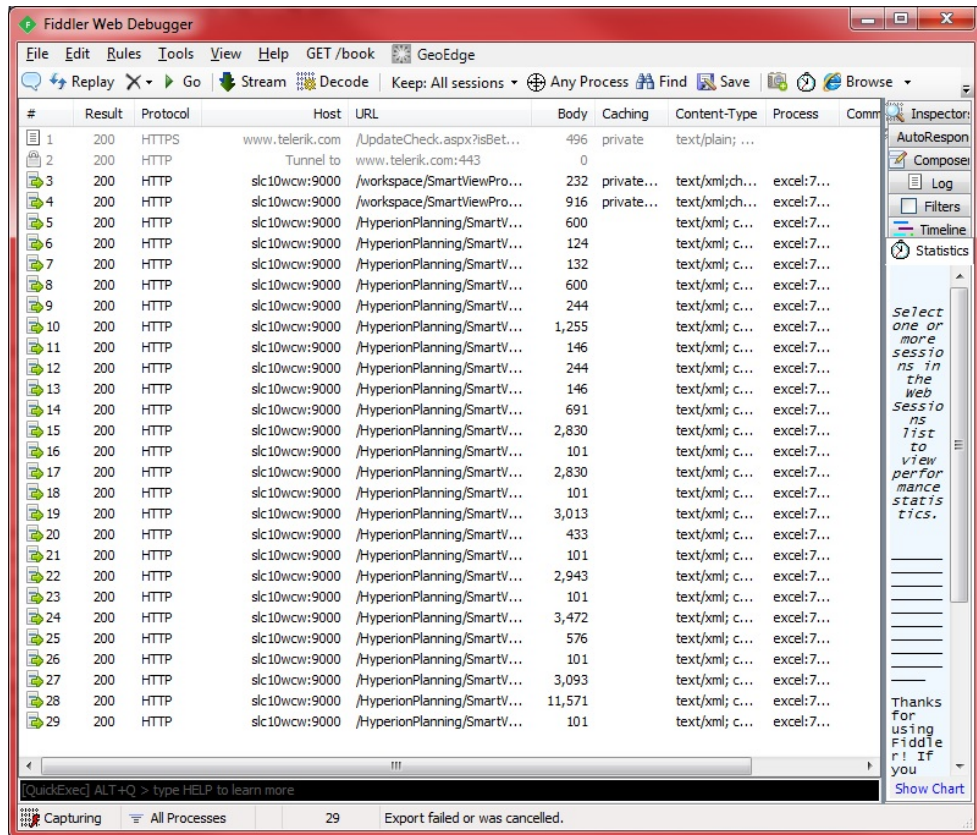 Fiddler Web Debugger
File Edit Rules Tools View Help GET /book GeoEdge
Replay Go Stream Decode Keep: All sessions Any Process Find Save Browse
# Result Protocol Host URL Body Caching Content-Type Process Comm
1 200 HTTPS www.telerik.com /UpdateCheck.aspx?isBet... 496 private text/plain; ...
2 200 HTTP Tunnel to www.telerik.com:443 0
3 200 HTTP slc10wcw:9000 /workspace/SmartViewPro... 232 private... text/xml;ch... excel:7...
4 200 HTTP slc10wcw:9000 /workspace/SmartViewPro... 916 private... text/xml;ch... excel:7...
5 200 HTTP slc10wcw:9000 /HyperionPlanning/SmartV... 600 text/xml; c... excel:7...
6 200 HTTP slc10wcw:9000 /HyperionPlanning/SmartV... 124 text/xml; c... excel:7...
7 200 HTTP slc10wcw:9000 /HyperionPlanning/SmartV... 132 text/xml; c... excel:7...
8 200 HTTP slc10wcw:9000 /HyperionPlanning/SmartV... 600 text/xml; c... excel:7...
9 200 HTTP slc10wcw:9000 /HyperionPlanning/SmartV... 244 text/xml; c... excel:7...
10 200 HTTP slc10wcw:9000 /HyperionPlanning/SmartV... 1,255 text/xml; c... excel:7...
11 200 HTTP slc10wcw:9000 /HyperionPlanning/SmartV... 146 text/xml; c... excel:7...
12 200 HTTP slc10wcw:9000 /HyperionPlanning/SmartV... 244 text/xml; c... excel:7...
13 200 HTTP slc10wcw:9000 /HyperionPlanning/SmartV... 146 text/xml; c... excel:7...
14 200 HTTP slc10wcw:9000 /HyperionPlanning/SmartV... 691 text/xml; c... excel:7...
15 200 HTTP slc10wcw:9000 /HyperionPlanning/SmartV... 2,830 text/xml; c... excel:7...
16 200 HTTP slc10wcw:9000 /HyperionPlanning/SmartV... 101 text/xml; c... excel:7...
17 200 HTTP slc10wcw:9000 /HyperionPlanning/SmartV... 2,830 text/xml; c... excel:7...
18 200 HTTP slc10wcw:9000 /HyperionPlanning/SmartV... 101 text/xml; c... excel:7...
19 200 HTTP slc10wcw:9000 /HyperionPlanning/SmartV... 3,013 text/xml; c... excel:7...
20 200 HTTP slc10wcw:9000 /HyperionPlanning/SmartV... 433 text/xml; c... excel:7...
21 200 HTTP slc10wcw:9000 /HyperionPlanning/SmartV... 101 text/xml; c... excel:7...
22 200 HTTP slc10wcw:9000 /HyperionPlanning/SmartV... 2,943 text/xml; c... excel:7...
23 200 HTTP slc10wcw:9000 /HyperionPlanning/SmartV... 101 text/xml; c... excel:7...
24 200 HTTP slc10wcw:9000 /HyperionPlanning/SmartV... 3,472 text/xml; c... excel:7...
25 200 HTTP slc10wcw:9000 /HyperionPlanning/SmartV... 576 text/xml; c... excel:7...
26 200 HTTP slc10wcw:9000 /HyperionPlanning/SmartV... 101 text/xml; c... excel:7...
27 200 HTTP slc10wcw:9000 /HyperionPlanning/SmartV... 3,093 text/xml; c... excel:7...
28 200 HTTP slc10wcw:9000 /HyperionPlanning/SmartV... 11,571 text/xml; c... excel:7...
29 200 HTTP slc10wcw:9000 /HyperionPlanning/SmartV... 101 text/xml; c... excel:7...
Inspector
AutoRespon
Composer
Log
Filters
Timeline
Statistics
Select
one or
more
sessio
ns in
the
Web
Sessio
ns
list
to
view
perfor
mance
statis
tics.
Thanks
for
using
Fiddle
r! If
you
Show Chart
[QuickExec] ALT+Q > type HELP to learn more
Capturing All Processes 29 Export failed or was cancelled.